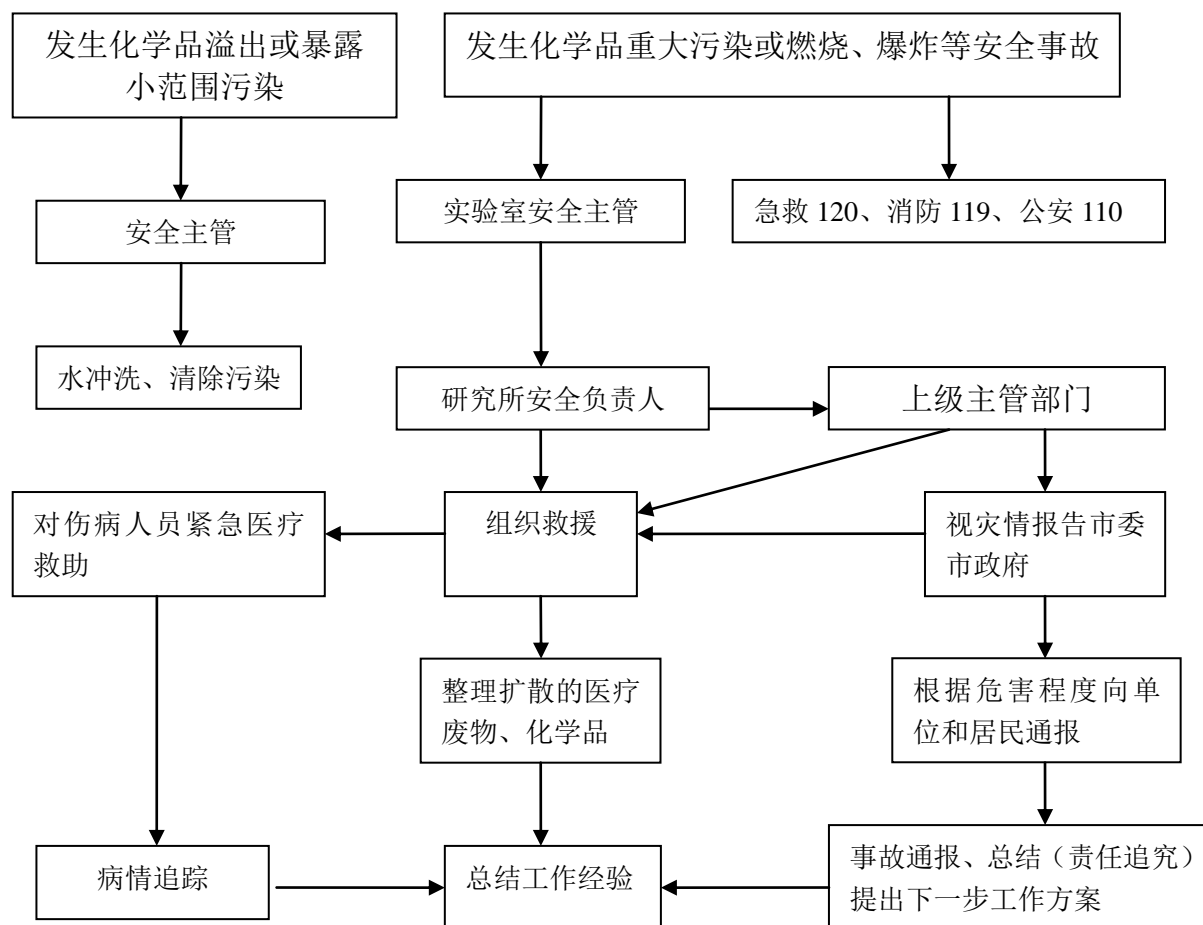 发生化学品溢出或暴露
小范围污染
发生化学品重大污染或燃烧、爆炸等安全事故
安全主管
实验室安全主管
急救 120、消防 119、公安 110
水冲洗、清除污染
研究所安全负责人
上级主管部门
对伤病人员紧急医疗
救助
组织救援
视灾情报告市委
市政府
整理扩散的医疗
废物、化学品
根据危害程度向单
位和居民通报
病情追踪
总结工作经验
事故通报、总结（责任追究）
提出下一步工作方案